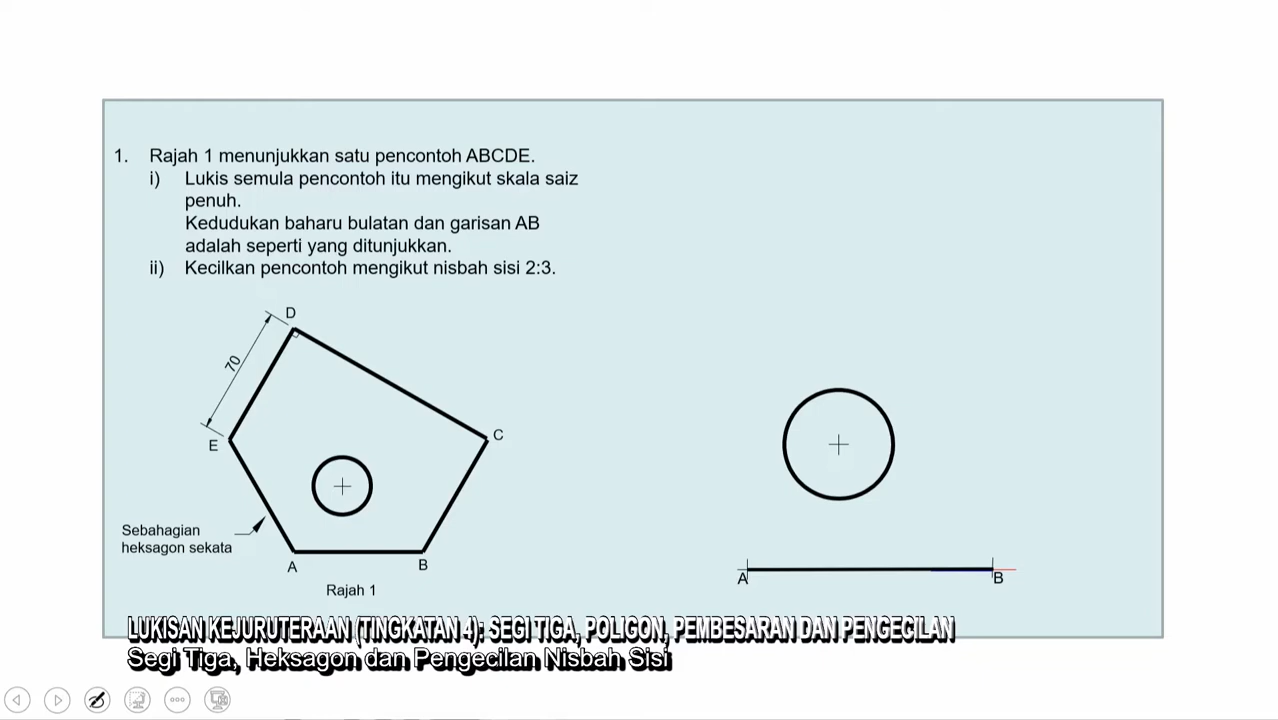 1. Rajah 1 menunjukkan satu pencontoh ABCDE.
i) Lukis semula pencontoh itu mengikut skala saiz
penuh.
Kedudukan baharu bulatan dan garisan AB
adalah seperti yang ditunjukkan.
ii) Kecilkan pencontoh mengikut nisbah sisi 2:3.
D
70
E
C
Sebahagian
heksagon sekata
A
B
Rajah 1
A
B
LUKISAN KEJURUTERAAN (TINGKATAN 4): SEGI TIGA, POLIGON, PEMBESARAN DAN PENGECILAN
Segi Tiga, Heksagon dan Pengecilan Nisbah Sisi